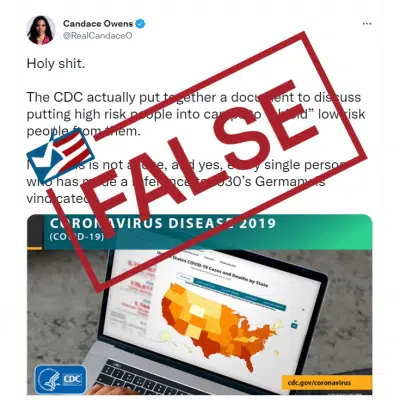 Candace Owens
@RealCandaceO
Holy shit.
The CDC actually put together a document to discuss
putting high risk people into camps to “shield” low risk
people from them.
this is not a joke, and yes, every single person
who has made a reference to 1930’s Germany is
vindicated
FALSE
CORONAVIRUS DISEASE 2019
(COVID-19)
States COVID-19 Cases and Deaths by State
CDC
cdc.gov/coronavirus